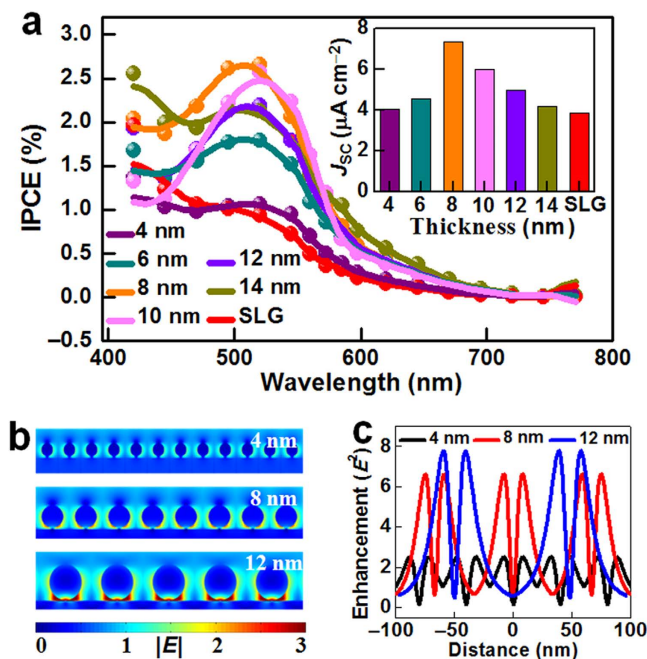 a
IPCE (%)
3.0
2.5
2.0
1.5
1.0
0.5
0.0
–0.5
4 nm
6 nm
8 nm
10 nm
12 nm
14 nm
SLG
400 500 600 700 800
Wavelength (nm)
JSC (µA cm−2)
8
6
4
2
0
4 6 8 10 12 14 SLG
Thickness (nm)
b
4 nm
8 nm
12 nm
0 1 |E| 2 3
c
Enhancement (E2)
8
6
4
2
0
4 nm 8 nm 12 nm
–100 –50 0 50 100
Distance (nm)